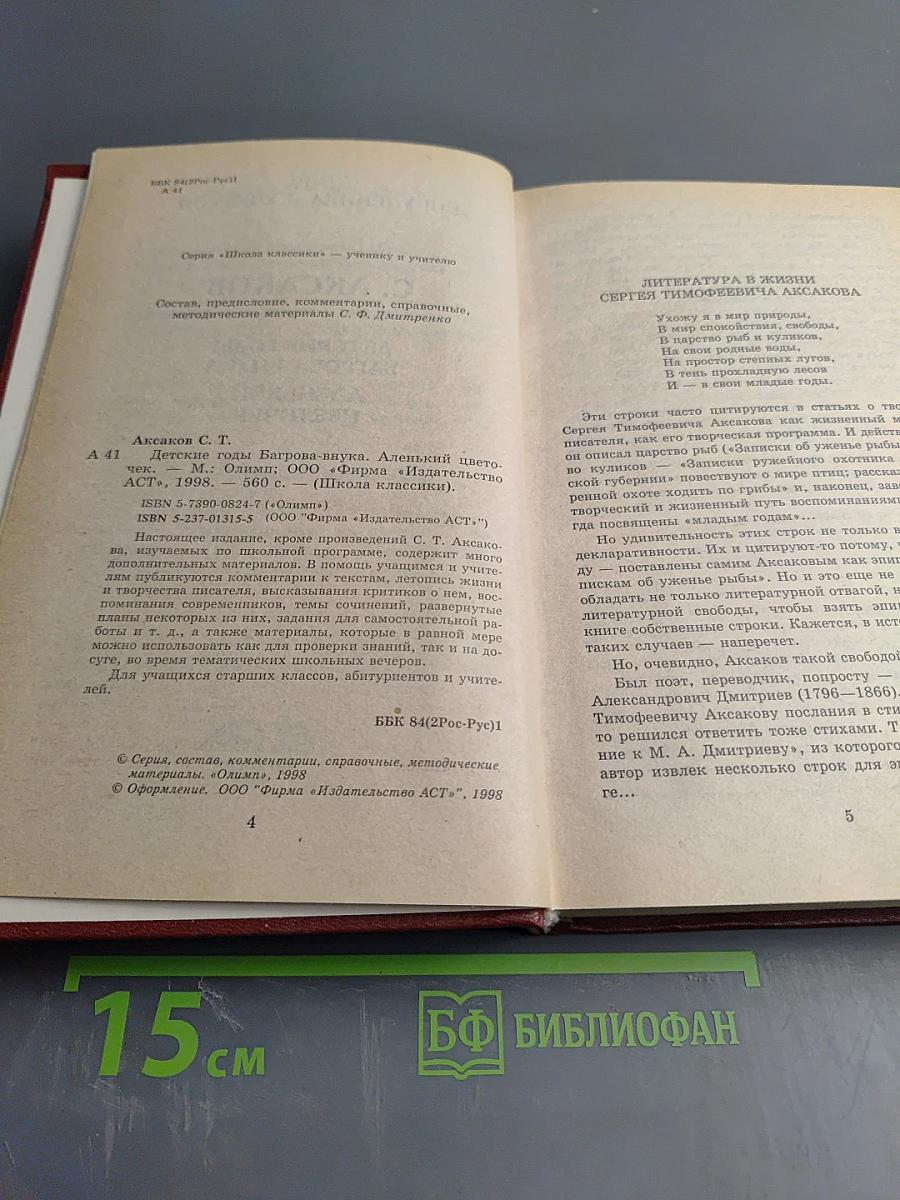 ББК 84(2Рос-Рус)1
А 41
Серия «Школа классики» — ученику и учителю
Состав, предисловие, комментарии, справочные,
методические материалы С. Ф. Дмитренко
Аксаков С. Т.
А 41 Детские годы Багрова-внука. Аленький цвето-
чек. — М.: Олимп; ООО «Фирма «Издательство
АСТ», 1998. — 560 с. — (Школа классики).
ISBN 5-7390-0824-7 («Олимп»)
ISBN 5-237-01315-5 (ООО "Фирма «Издательство АСТ»")
Настоящее издание, кроме произведений С. Т. Аксако-
ва, изучаемых по школьной программе, содержит много
дополнительных материалов. В помощь учащимся и учите-
лям публикуются комментарии к текстам, летопись жизни
и творчества писателя, высказывания критиков о нем, вос-
поминания современников, темы сочинений, развернутые
планы некоторых из них, задания для самостоятельной ра-
боты и т. д., а также материалы, которые в равной мере
можно использовать как для проверки знаний, так и на до-
суге, во время тематических школьных вечеров.
Для учащихся старших классов, абитуриентов и учите-
лей.
ББК 84(2Рос-Рус)1
© Серия, состав, комментарии, справочные, методические
материалы. «Олимп», 1998
© Оформление. ООО "Фирма «Издательство АСТ»", 1998
4
ЛИТЕРАТУРА В ЖИЗНИ
СЕРГЕЯ ТИМОФЕЕВИЧА АКСАКОВА
Ухожу я в мир природы,
В мир спокойствия, свободы,
В царство рыб и куликов,
На свои родные воды,
На простор степных лугов,
В тень прохладную лесов
И — в свои младые годы.
Эти строки часто цитируются в статьях о тво
Сергея Тимофеевича Аксакова как жизненный м
писателя, как его творческая программа. И действ
он описал царство рыб («Записки об уженье рыбы
во куликов — «Записки ружейного охотника
ской губернии» повествуют о мире птиц; расска
ренной охоте ходить по грибы» и, наконец, зав
творческий и жизненный путь воспоминаниями
гда посвящены «младым годам»...
Но удивительность этих строк не только в
декларативности. Их и цитируют-то потому,
ду — поставлены самим Аксаковым как эпиг
пискам об уженье рыбы». Но и это еще не
обладать не только литературной отвагой, н
литературной свободы, чтобы взять эпи
книге собственные строки. Кажется, в ист
таких случаев — наперечет.
Но, очевидно, Аксаков такой свободой
Был поэт, переводчик, попросту —
Александрович Дмитриев (1796—1866).
Тимофеевичу Аксакову послания в сти
то решился ответить тоже стихами. Т
ние к М. А. Дмитриеву», из которого
автор извлек несколько строк для э
ге...
5
15 см
БФ БИБЛИОФАН